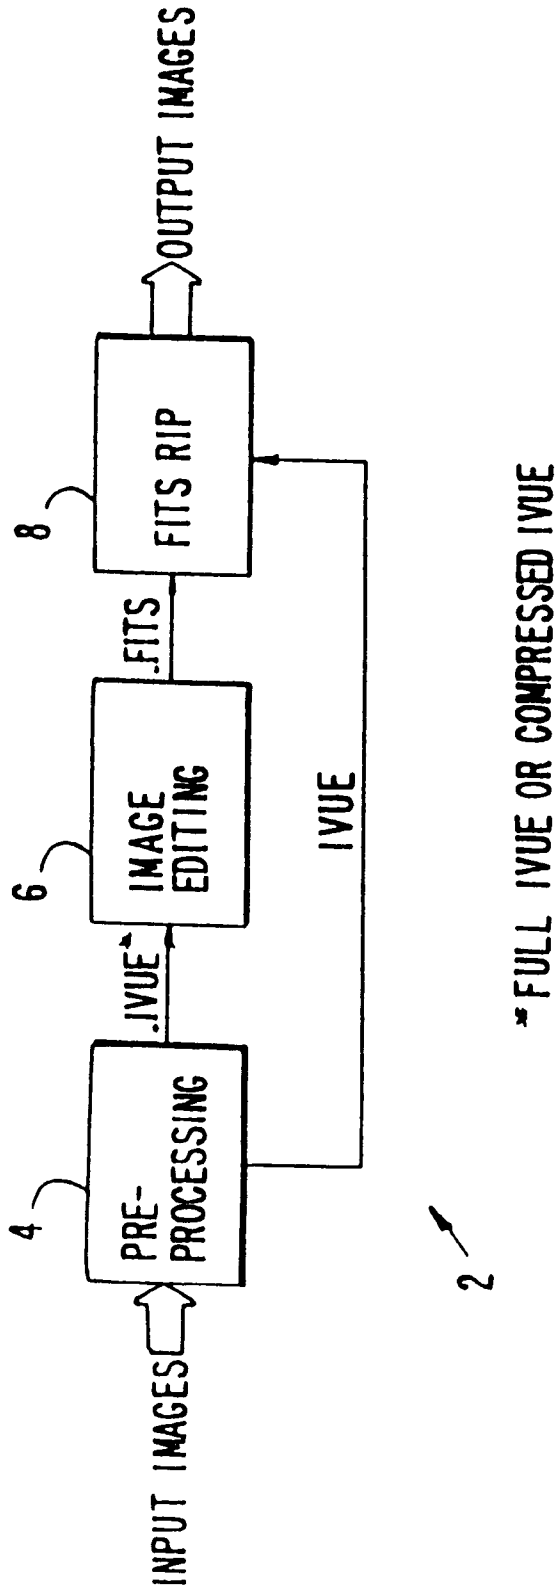 INPUT IMAGES
4
PRE-
PROCESSING
.IVUE*
6
IMAGE
EDITING
.FITS
8
FITS RIP
OUTPUT IMAGES
IVUE
2
*FULL IVUE OR COMPRESSED IVUE